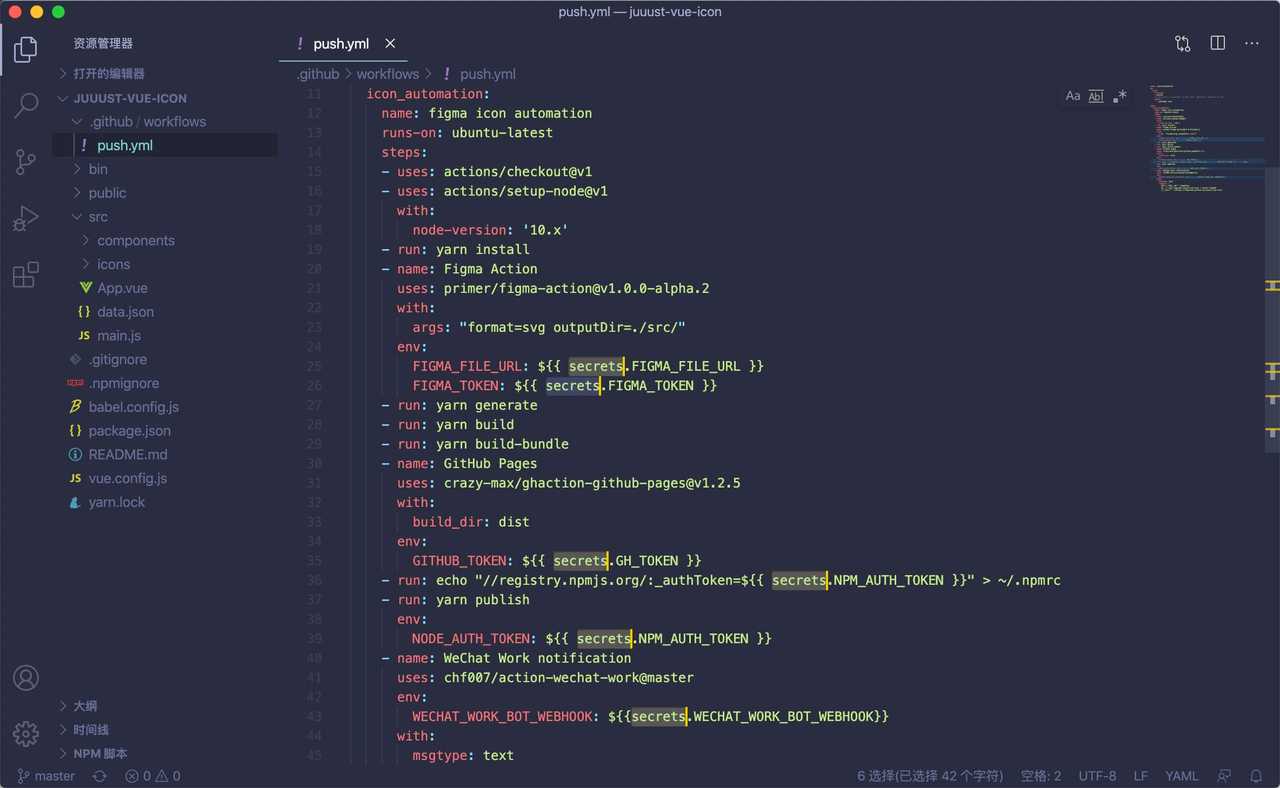 push.yml — juuust-vue-icon
资源管理器
打开的编辑器
JUUUST-VUE-ICON
.github / workflows
! push.yml
bin
public
src
components
icons
App.vue
{} data.json
JS main.js
.gitignore
npm .npmignore
babel.config.js
{} package.json
README.md
JS vue.config.js
yarn.lock
大纲
时间线
NPM 脚本
! push.yml
.github > workflows > ! push.yml
Aa Abl .*
11 icon_automation:
12 name: figma icon automation
13 runs-on: ubuntu-latest
14 steps:
15 - uses: actions/checkout@v1
16 - uses: actions/setup-node@v1
17 with:
18 node-version: '10.x'
19 - run: yarn install
20 - name: Figma Action
21 uses: primer/figma-action@v1.0.0-alpha.2
22 with:
23 args: "format=svg outputDir=./src/"
24 env:
25 FIGMA_FILE_URL: ${{ secrets.FIGMA_FILE_URL }}
26 FIGMA_TOKEN: ${{ secrets.FIGMA_TOKEN }}
27 - run: yarn generate
28 - run: yarn build
29 - run: yarn build-bundle
30 - name: GitHub Pages
31 uses: crazy-max/ghaction-github-pages@v1.2.5
32 with:
33 build_dir: dist
34 env:
35 GITHUB_TOKEN: ${{ secrets.GH_TOKEN }}
36 - run: echo "//registry.npmjs.org/:_authToken=${{ secrets.NPM_AUTH_TOKEN }}" > ~/.npmrc
37 - run: yarn publish
38 env:
39 NODE_AUTH_TOKEN: ${{ secrets.NPM_AUTH_TOKEN }}
40 - name: WeChat Work notification
41 uses: chf007/action-wechat-work@master
42 env:
43 WECHAT_WORK_BOT_WEBHOOK: ${{secrets.WECHAT_WORK_BOT_WEBHOOK}}
44 with:
45 msgtype: text
master 0 0 6 选择(已选择 42 个字符) 空格: 2 UTF-8 LF YAML